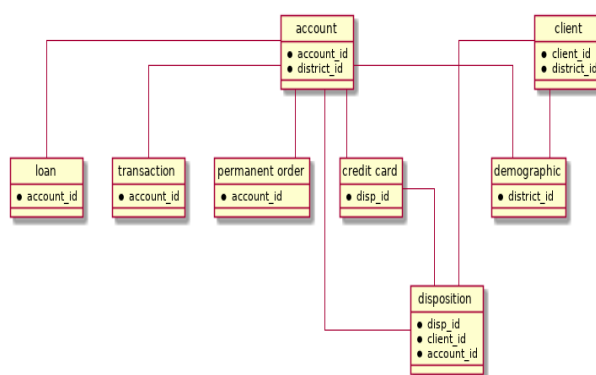 account
account_id
district_id
client
client_id
district_id
loan
account_id
transaction
account_id
permanent order
account_id
credit card
disp_id
demographic
district_id
disposition
disp_id
client_id
account_id